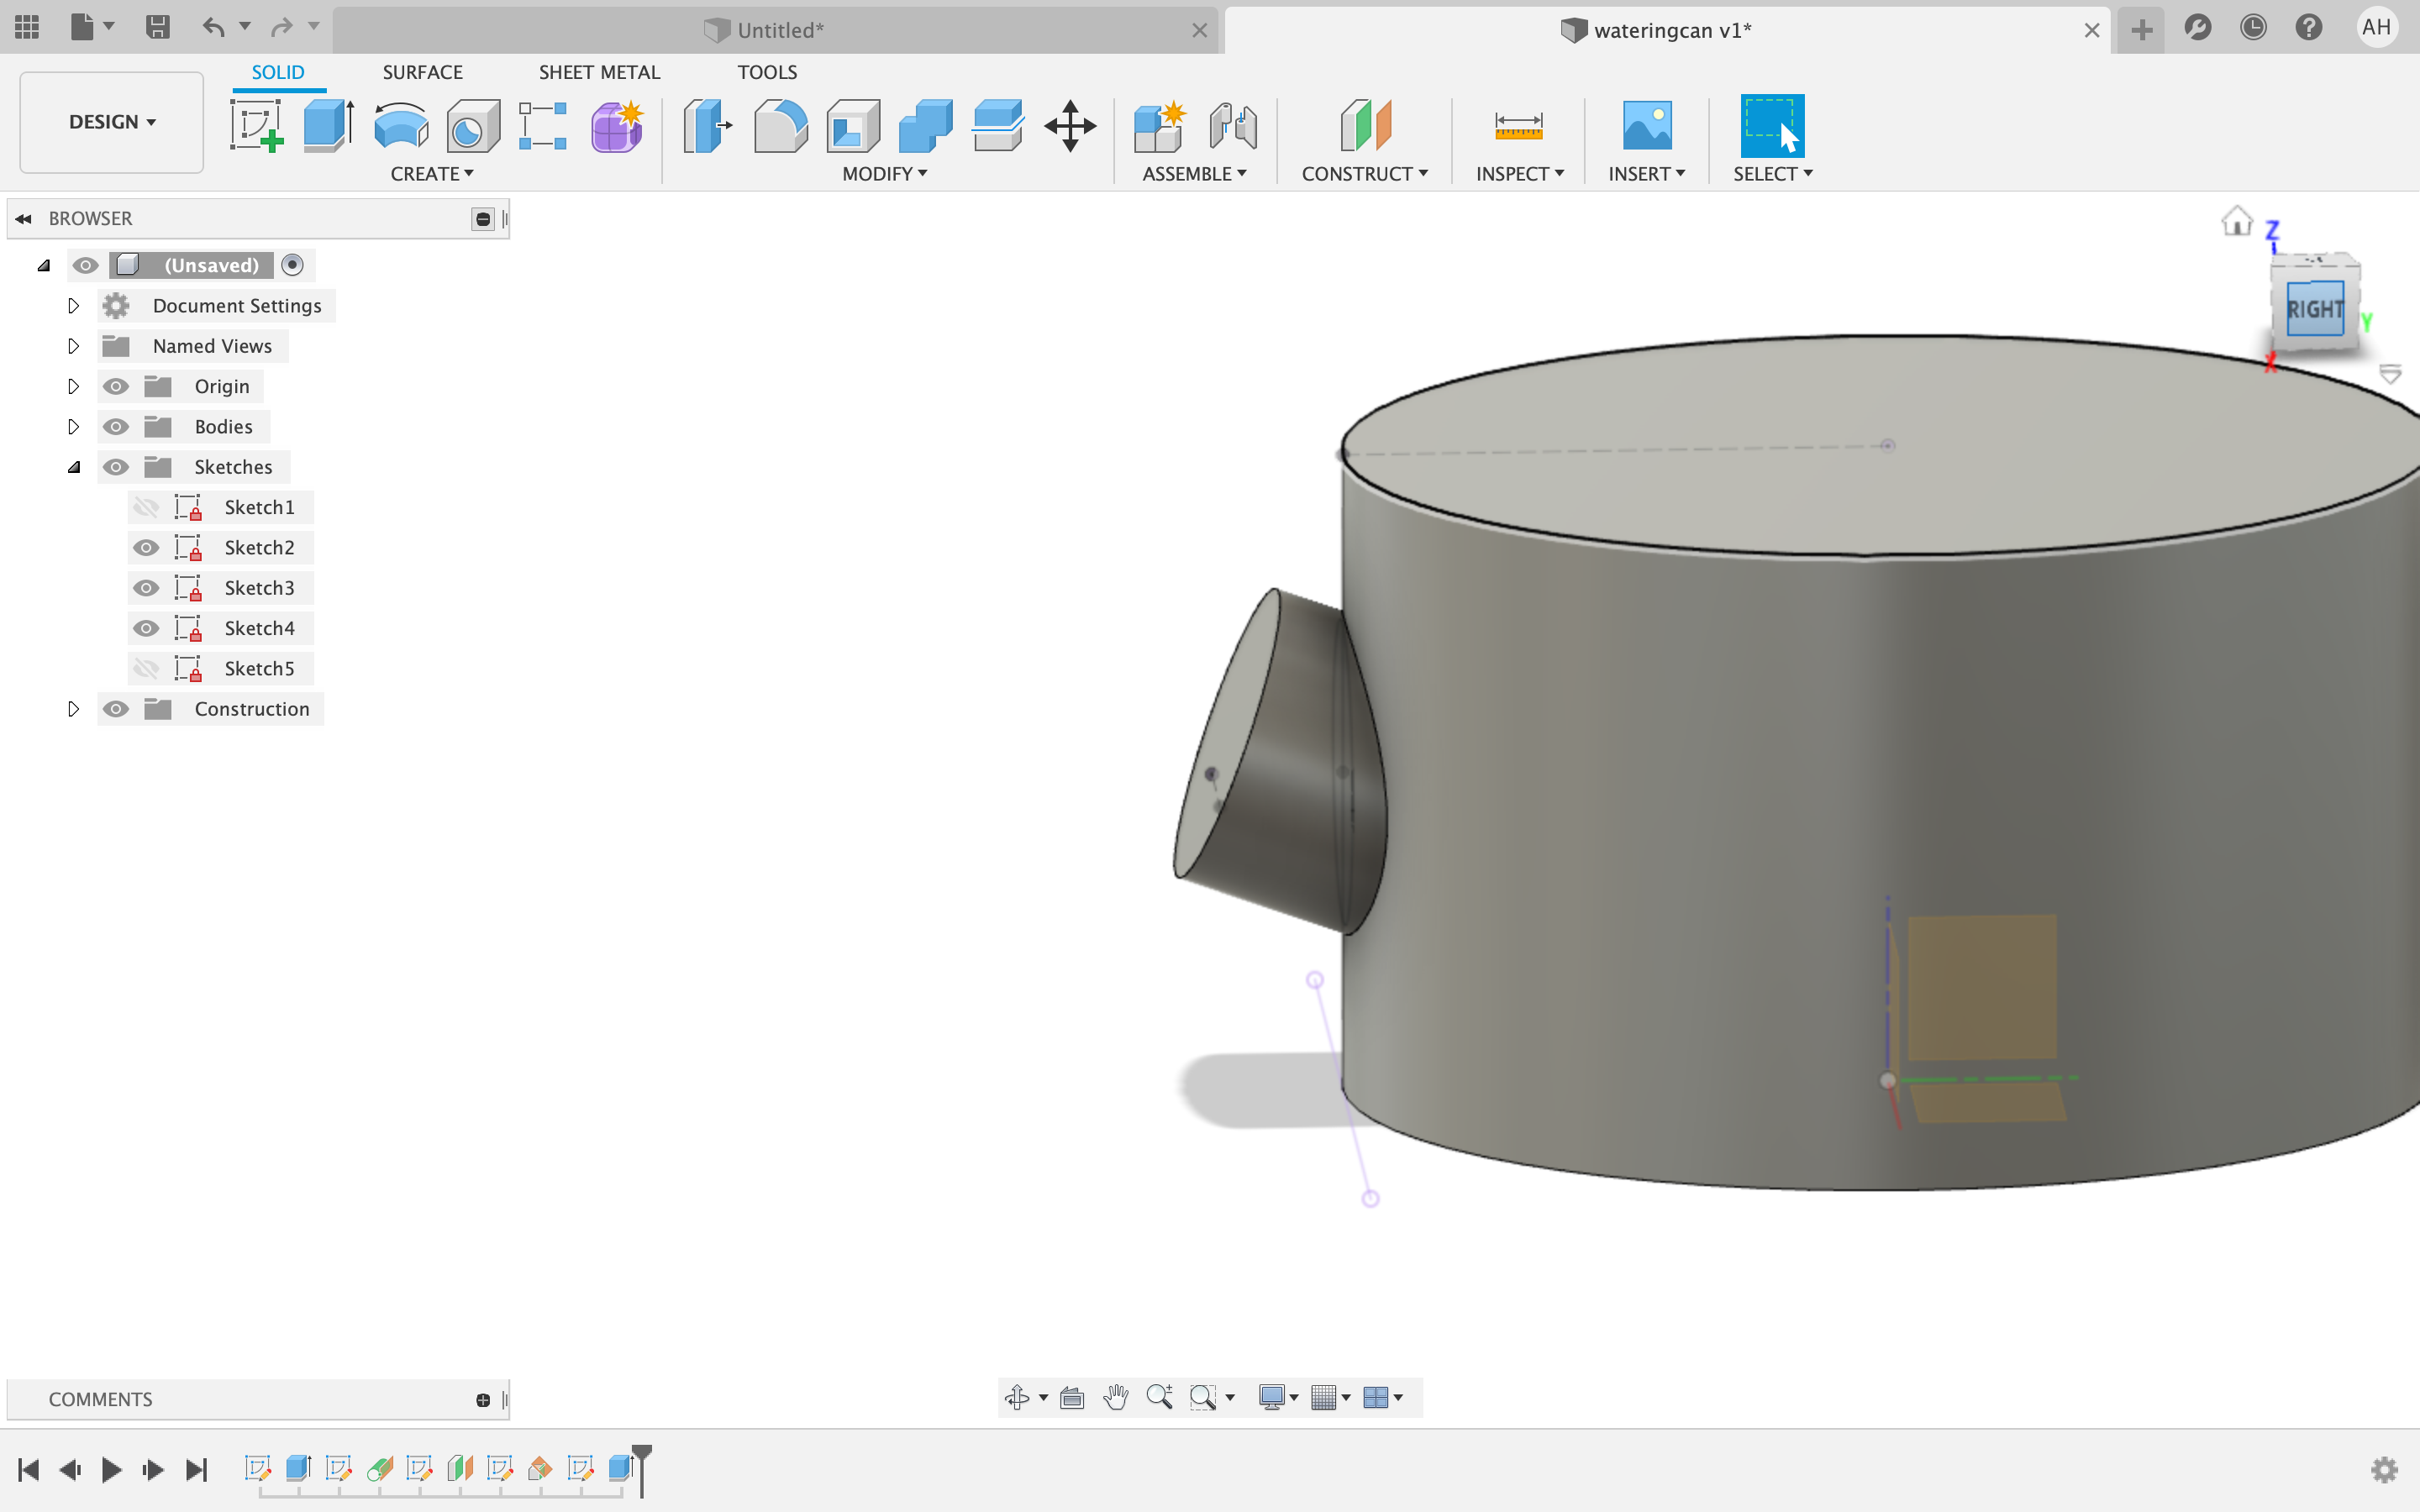 Untitled*
wateringcan v1*
AH
SOLID
SURFACE
SHEET METAL
TOOLS
DESIGN
CREATE
MODIFY
ASSEMBLE
CONSTRUCT
INSPECT
INSERT
SELECT
BROWSER
(Unsaved)
Document Settings
Named Views
Origin
Bodies
Sketches
Sketch1
Sketch2
Sketch3
Sketch4
Sketch5
Construction
Z
RIGHT
Y
X
COMMENTS